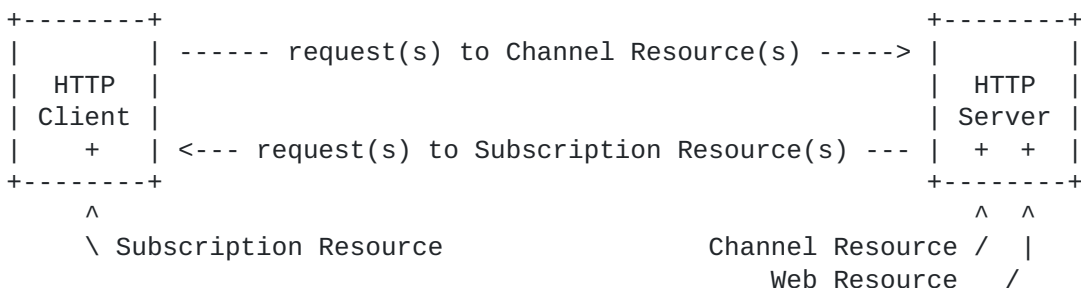 +--------+                                                +--------+
|        | ------ request(s) to Channel Resource(s) -----> |        |
|  HTTP  |                                                |  HTTP  |
| Client |                                                | Server |
|    +   | <--- request(s) to Subscription Resource(s) --- |  + +   |
+--------+                                                +--------+
^ ^ ^
\ Subscription Resource Channel Resource / |
Web Resource /